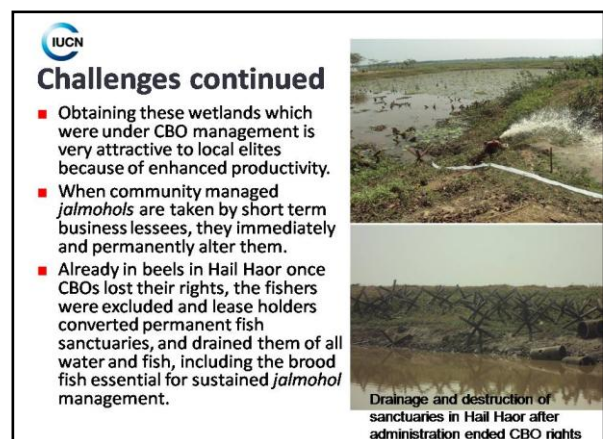 IUCN
Challenges continued
Obtaining these wetlands which
were under CBO management is
very attractive to local elites
because of enhanced productivity.
When community managed
jalmohols are taken by short term
business lessees, they immediately
and permanently alter them.
Already in beels in Hail Haor once
CBOs lost their rights, the fishers
were excluded and lease holders
converted permanent fish
sanctuaries, and drained them of all
water and fish, including the brood
fish essential for sustained jalmohol
management.
Drainage and destruction of
sanctuaries in Hail Haor after
administration ended CBO rights